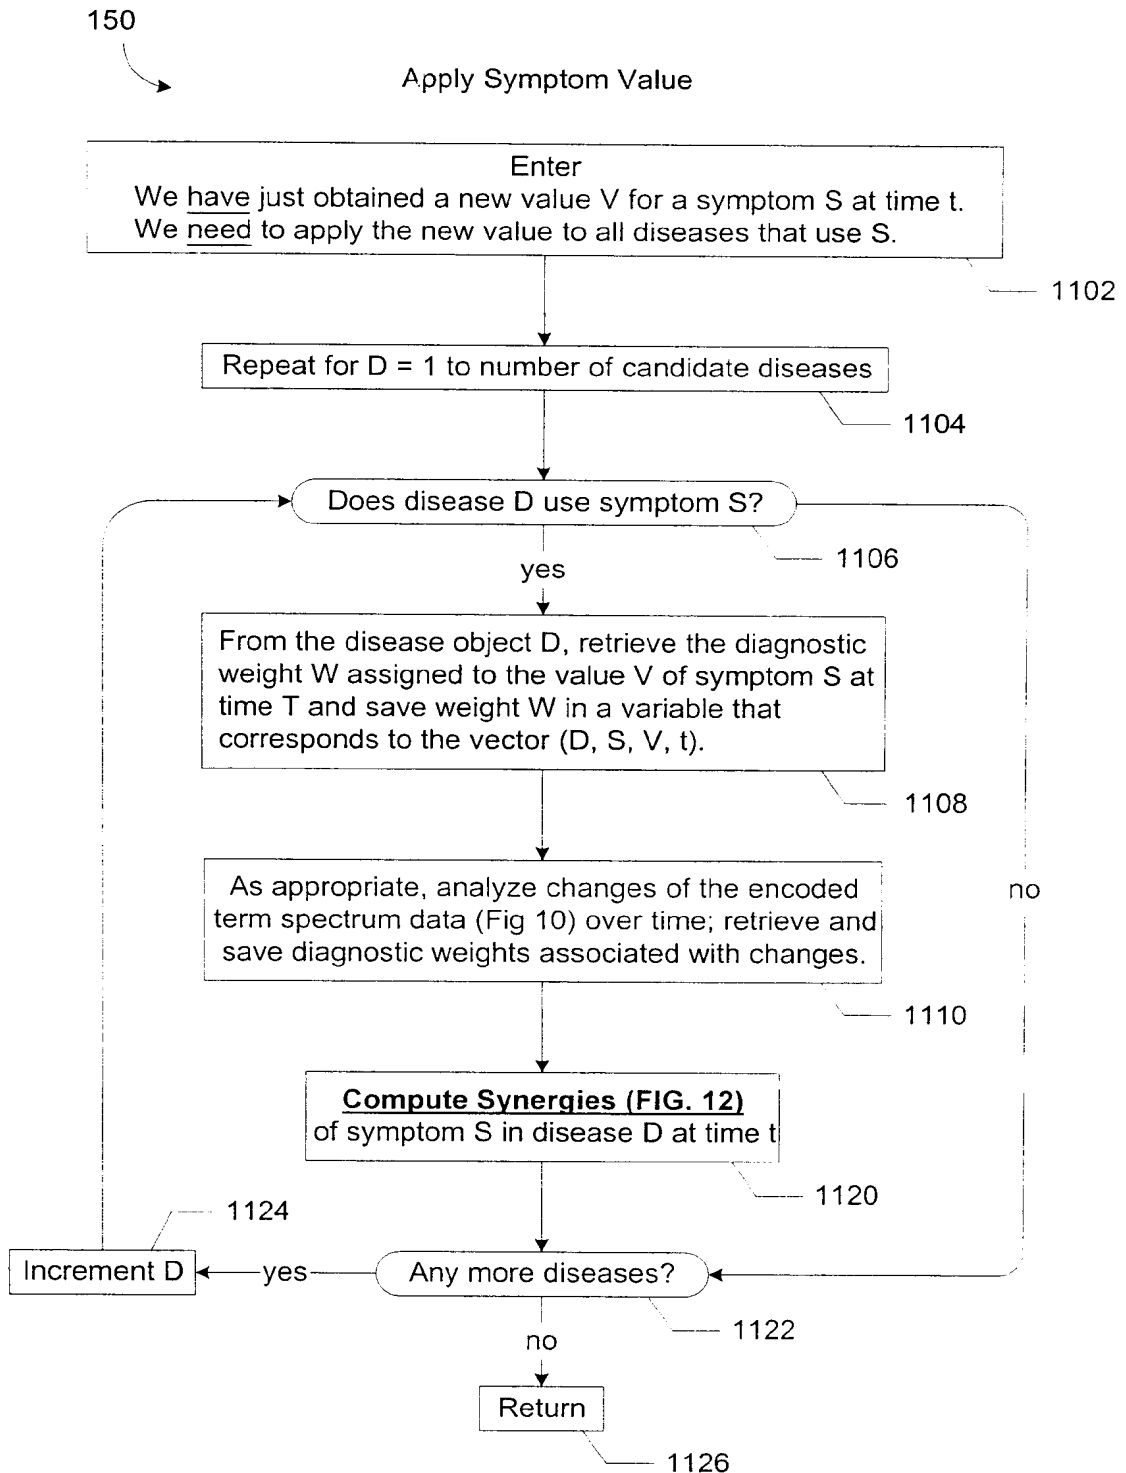 150
Apply Symptom Value
Enter
We have just obtained a new value V for a symptom S at time t.
We need to apply the new value to all diseases that use S.
1102
Repeat for D = 1 to number of candidate diseases
1104
Does disease D use symptom S?
1106
yes
From the disease object D, retrieve the diagnostic
weight W assigned to the value V of symptom S at
time T and save weight W in a variable that
corresponds to the vector (D, S, V, t).
1108
As appropriate, analyze changes of the encoded
term spectrum data (Fig 10) over time; retrieve and
save diagnostic weights associated with changes.
no
1110
Compute Synergies (FIG. 12)
of symptom S in disease D at time t
1120
1124
Increment D
yes
Any more diseases?
1122
no
Return
1126